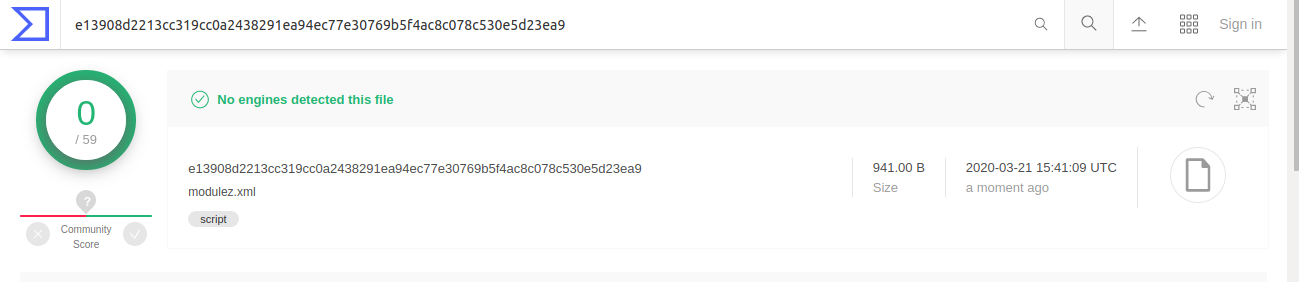 e13908d2213cc319cc0a2438291ea94ec77e30769b5f4ac8c078c530e5d23ea9
Sign in
0
/ 59
?
Community
Score
No engines detected this file
e13908d2213cc319cc0a2438291ea94ec77e30769b5f4ac8c078c530e5d23ea9
modulez.xml
script
941.00 B
Size
2020-03-21 15:41:09 UTC
a moment ago